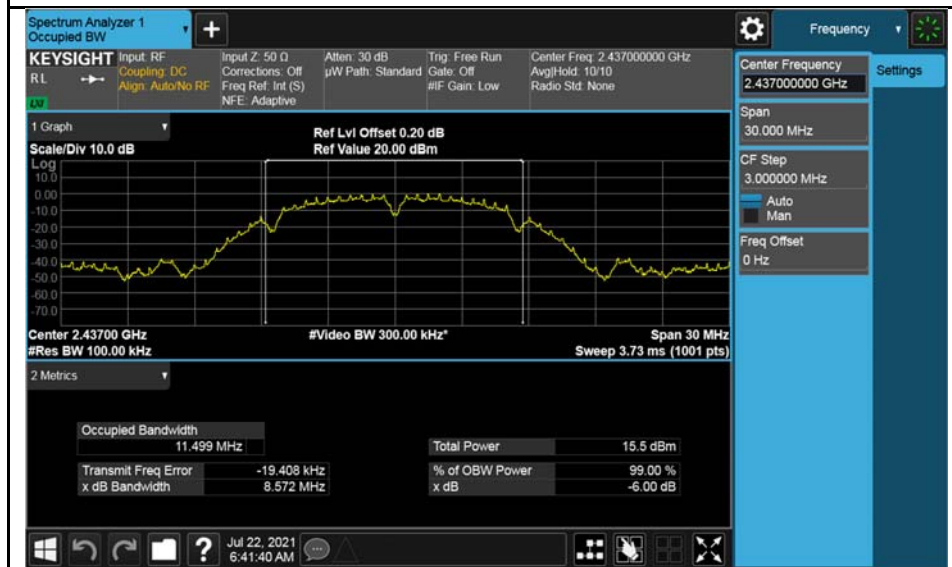 Spectrum Analyzer 1
Occupied BW
+
Frequency
KEYSIGHT
RL
LXI
Input: RF
Coupling: DC
Align: Auto/No RF
Input Z: 50 Ω
Corrections: Off
Freq Ref: Int (S)
NFE: Adaptive
Atten: 30 dB
µW Path: Standard
Trig: Free Run
Gate: Off
#IF Gain: Low
Center Freq: 2.437000000 GHz
Avg|Hold: 10/10
Radio Std: None
Center Frequency
2.437000000 GHz
Settings
Span
30.000 MHz
CF Step
3.000000 MHz
Auto
Man
Freq Offset
0 Hz
1 Graph
Scale/Div 10.0 dB
Ref Lvl Offset 0.20 dB
Ref Value 20.00 dBm
Log
10.0
0.00
-10.0
-20.0
-30.0
-40.0
-50.0
-60.0
-70.0
Center 2.43700 GHz
#Res BW 100.00 kHz
#Video BW 300.00 kHz*
Span 30 MHz
Sweep 3.73 ms (1001 pts)
2 Metrics
Occupied Bandwidth
11.499 MHz
Total Power 15.5 dBm
Transmit Freq Error -19.408 kHz
% of OBW Power 99.00 %
x dB Bandwidth 8.572 MHz
x dB -6.00 dB
?
Jul 22, 2021
6:41:40 AM